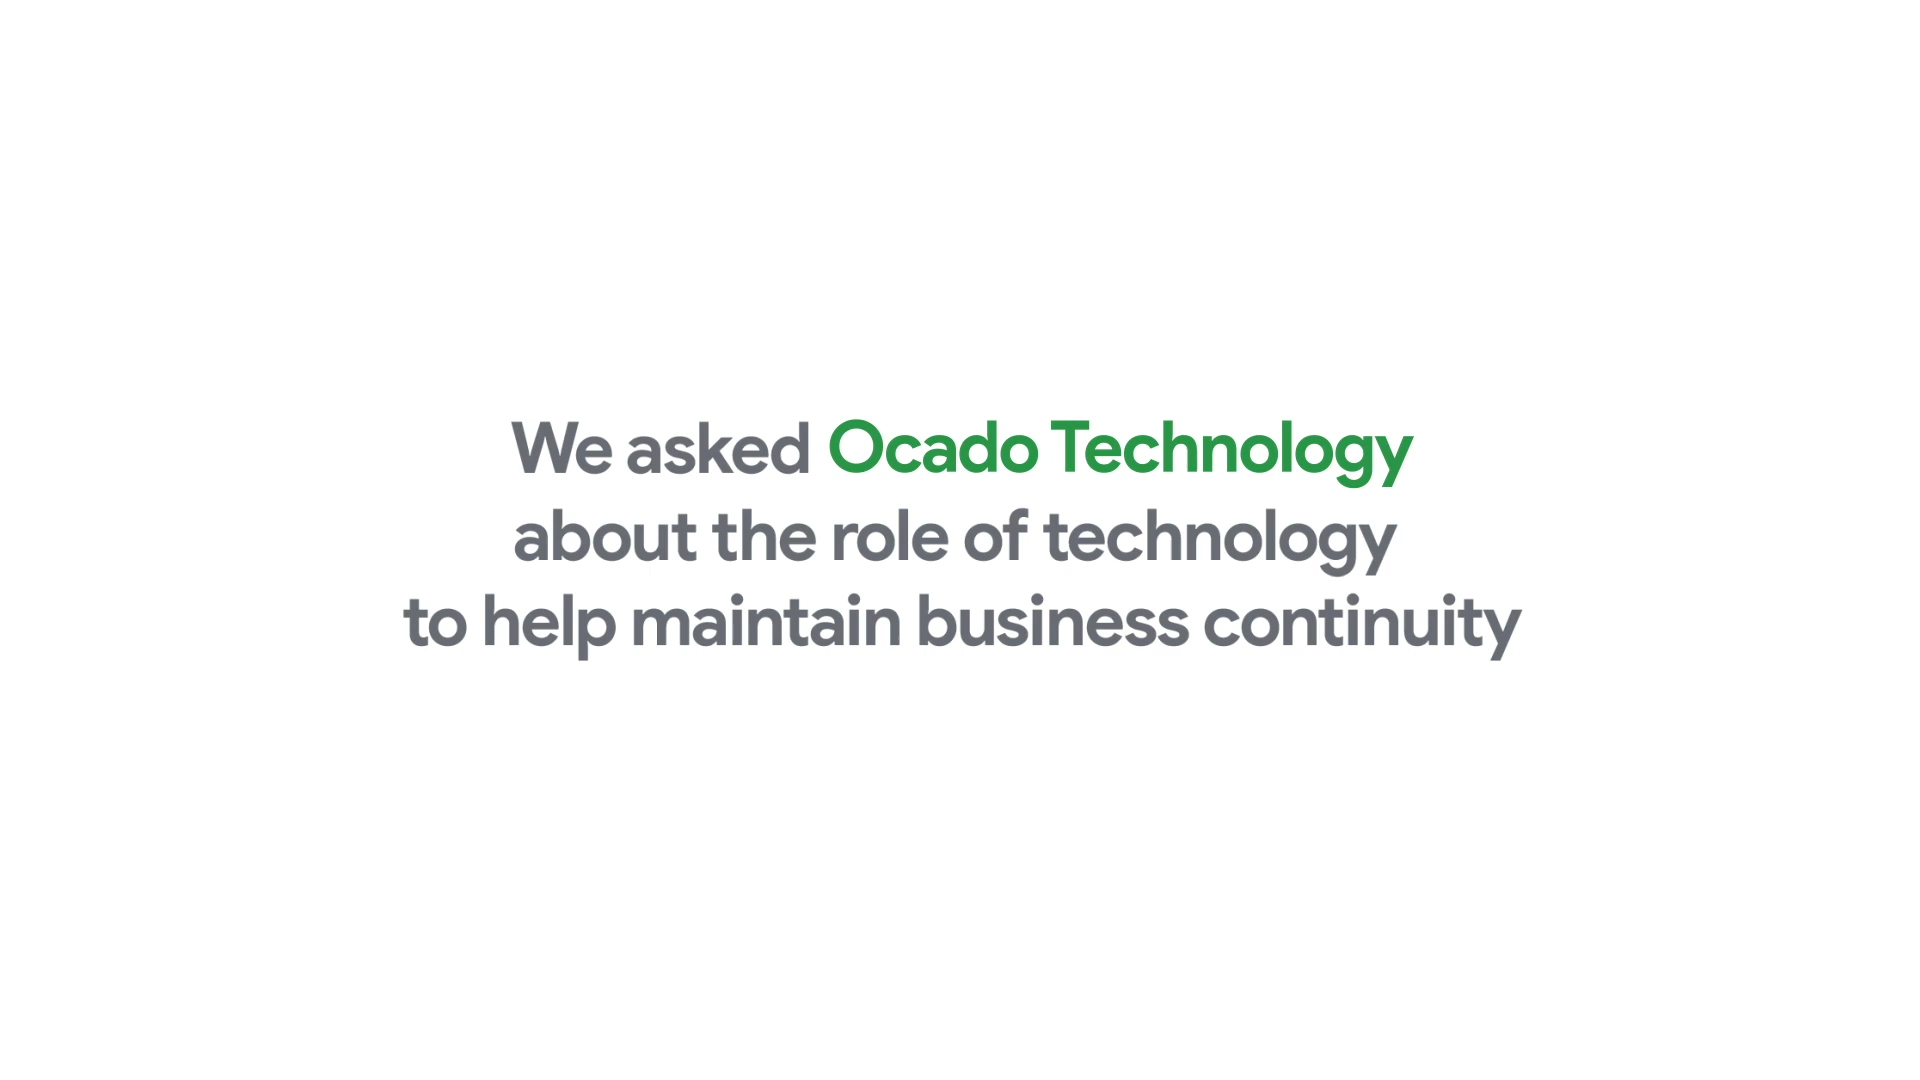 We asked Ocado Technology
about the role of technology
to help maintain business continuity